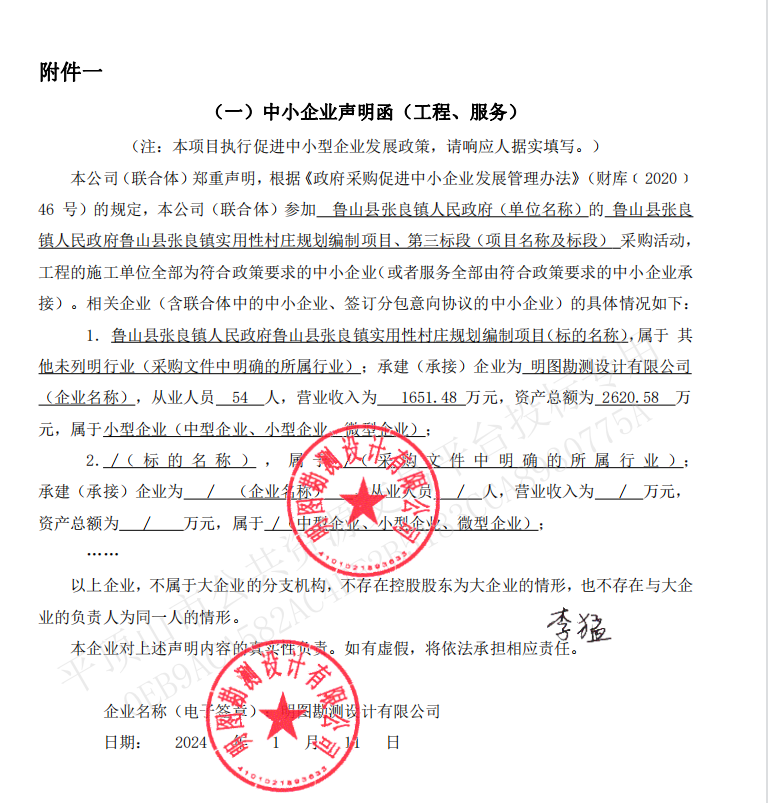 附件一
（一）中小企业声明函（工程、服务）
（注：本项目执行促进中小型企业发展政策，请响应人据实填写。）
本公司（联合体）郑重声明，根据《政府采购促进中小企业发展管理办法》（财库﹝2020﹞
46 号）的规定，本公司（联合体）参加 鲁山县张良镇人民政府（单位名称）的 鲁山县张良
镇人民政府鲁山县张良镇实用性村庄规划编制项目、第三标段（项目名称及标段） 采购活动，
工程的施工单位全部为符合政策要求的中小企业（或者服务全部由符合政策要求的中小企业承
接）。相关企业（含联合体中的中小企业、签订分包意向协议的中小企业）的具体情况如下：
1. 鲁山县张良镇人民政府鲁山县张良镇实用性村庄规划编制项目（标的名称），属于 其
他未列明行业（采购文件中明确的所属行业）；承建（承接）企业为 明图勘测设计有限公司
（企业名称），从业人员 54 人，营业收入为 1651.48 万元，资产总额为 2620.58 万
元，属于小型企业（中型企业、小型企业、微型企业）；
2. /（标的名称），属于 /（采购文件中明确的所属行业）；
承建（承接）企业为 / （企业名称），从业人员 / 人，营业收入为 / 万元，
资产总额为 / 万元，属于 /（中型企业、小型企业、微型企业）；
……
以上企业，不属于大企业的分支机构，不存在控股股东为大企业的情形，也不存在与大企
业的负责人为同一人的情形。
李猛
本企业对上述声明内容的真实性负责。如有虚假，将依法承担相应责任。
企业名称（电子签章）：明图勘测设计有限公司
日期： 2024 年 1 月 11 日
明图勘测设计有限公司
4101021893633
明图勘测设计有限公司
4101021893633